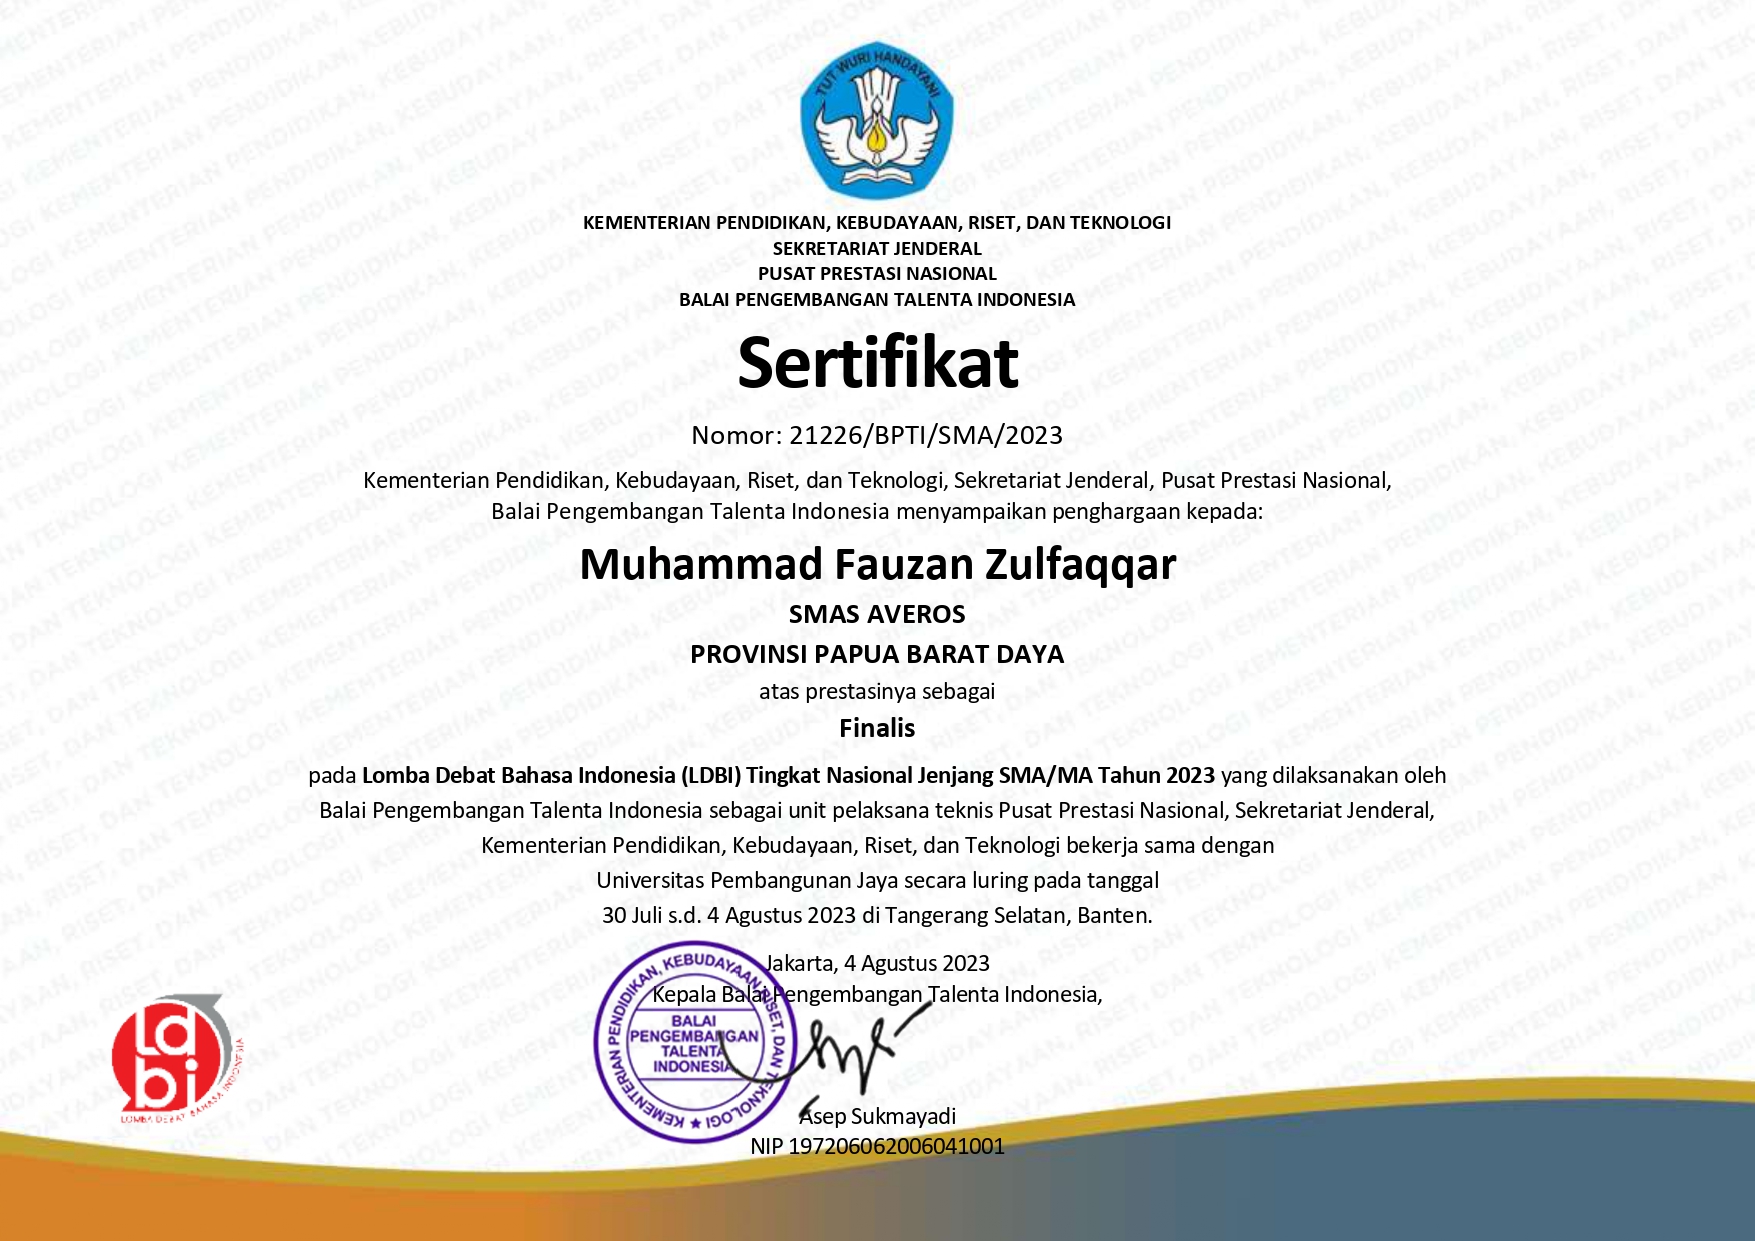 TUT WURI HANDAYANI
KEMENTERIAN PENDIDIKAN, KEBUDAYAAN, RISET, DAN TEKNOLOGI
SEKRETARIAT JENDERAL
PUSAT PRESTASI NASIONAL
BALAI PENGEMBANGAN TALENTA INDONESIA
Sertifikat
Nomor: 21226/BPTI/SMA/2023
Kementerian Pendidikan, Kebudayaan, Riset, dan Teknologi, Sekretariat Jenderal, Pusat Prestasi Nasional,
Balai Pengembangan Talenta Indonesia menyampaikan penghargaan kepada:
Muhammad Fauzan Zulfaqqar
SMAS AVEROS
PROVINSI PAPUA BARAT DAYA
atas prestasinya sebagai
Finalis
pada Lomba Debat Bahasa Indonesia (LDBI) Tingkat Nasional Jenjang SMA/MA Tahun 2023 yang dilaksanakan oleh
Balai Pengembangan Talenta Indonesia sebagai unit pelaksana teknis Pusat Prestasi Nasional, Sekretariat Jenderal,
Kementerian Pendidikan, Kebudayaan, Riset, dan Teknologi bekerja sama dengan
Universitas Pembangunan Jaya secara luring pada tanggal
30 Juli s.d. 4 Agustus 2023 di Tangerang Selatan, Banten.
Jakarta, 4 Agustus 2023
Kepala Balai Pengembangan Talenta Indonesia,
KEMENTERIAN PENDIDIKAN, KEBUDAYAAN, RISET, DAN TEKNOLOGI
BALAI
PENGEMBANGAN
TALENTA
INDONESIA
Asep Sukmayadi
NIP 197206062006041001
Ldbi
LOMBA DEBAT BAHASA INDONESIA